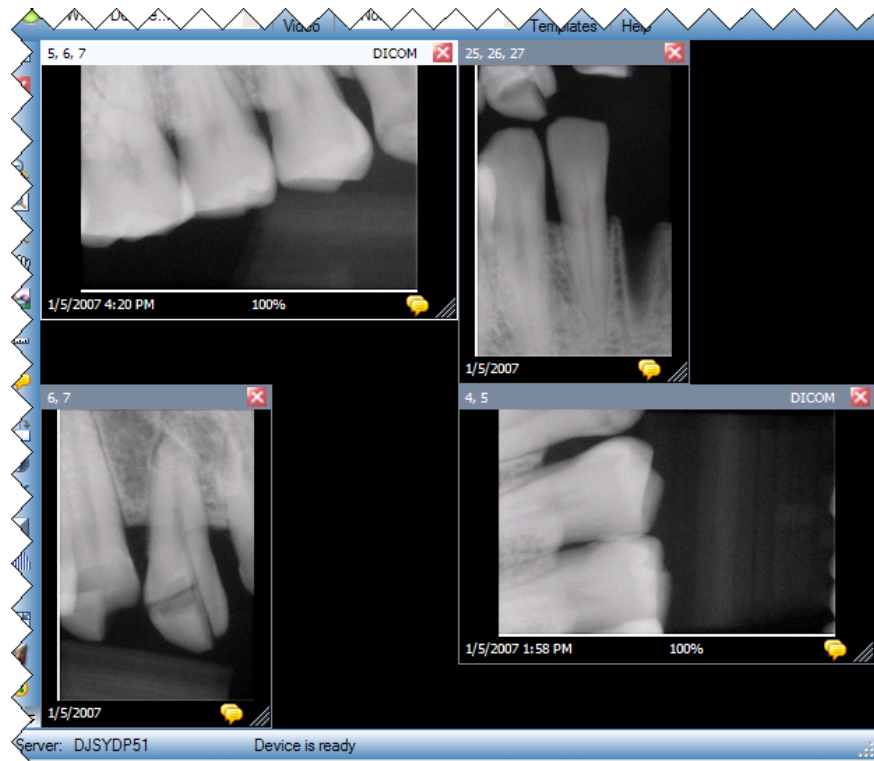 Video
Templates Help
5, 6, 7 DICOM
25, 26, 27
1/5/2007 4:20 PM 100%
1/5/2007
6, 7
4, 5 DICOM
1/5/2007 1:58 PM 100%
1/5/2007
Server: DJSYDP51 Device is ready